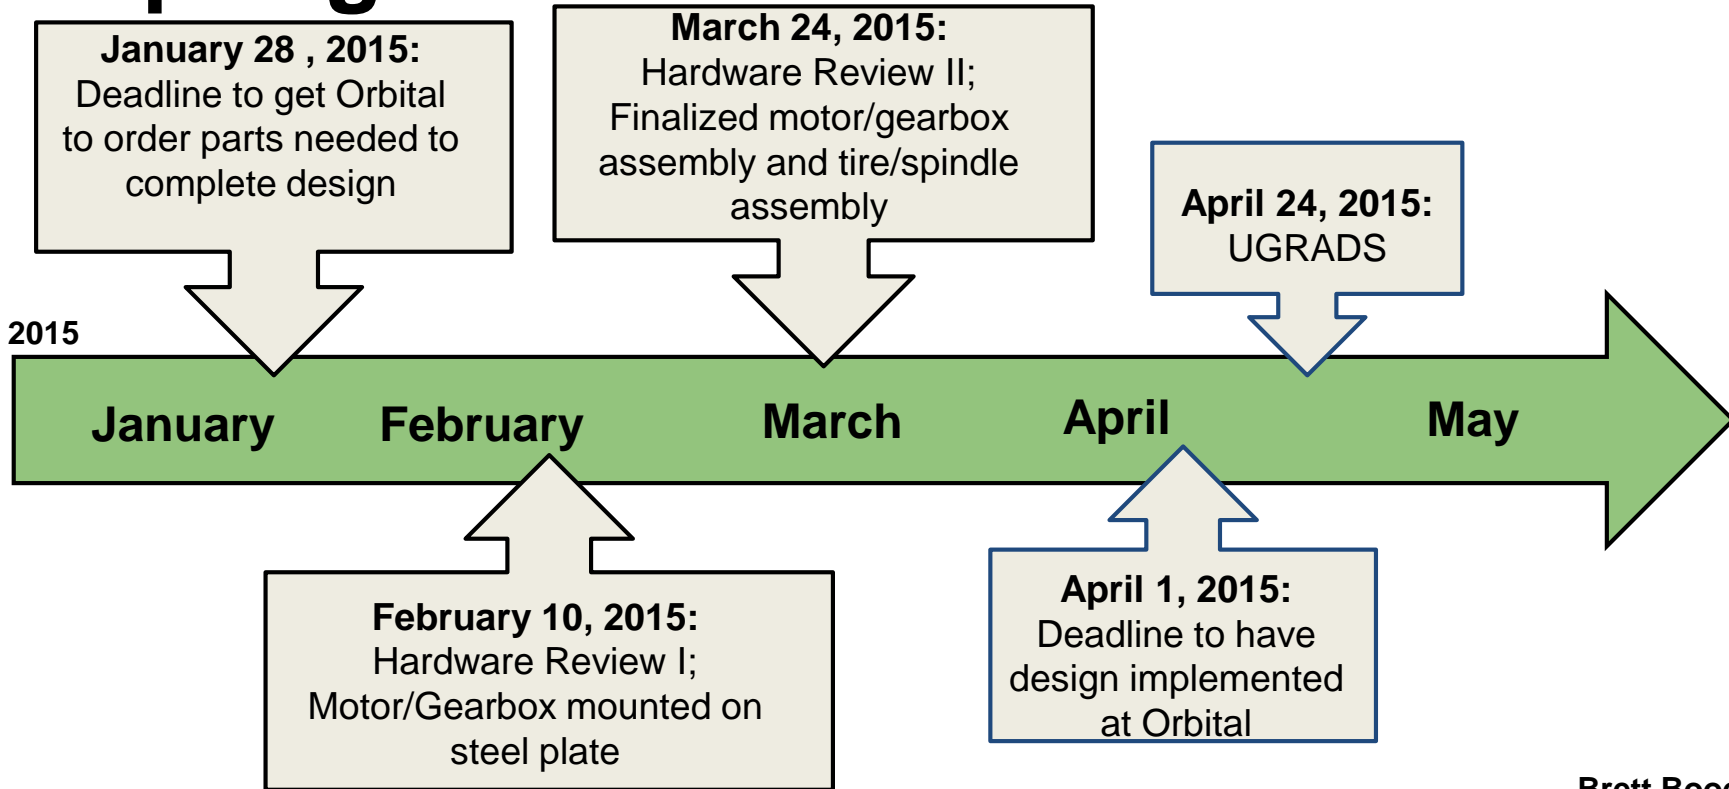 January 28 , 2015:
Deadline to get Orbital
to order parts needed to
complete design
March 24, 2015:
Hardware Review II;
Finalized motor/gearbox
assembly and tire/spindle
assembly
April 24, 2015:
UGRADS
2015
January
February
March
April
May
February 10, 2015:
Hardware Review I;
Motor/Gearbox mounted on
steel plate
April 1, 2015:
Deadline to have
design implemented
at Orbital
Brett